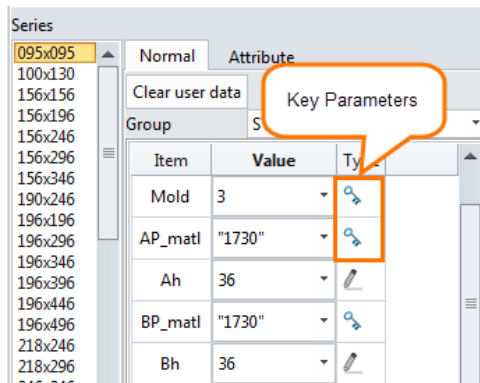 Series
095x095
100x130
156x156
156x196
156x246
156x296
156x346
190x246
196x196
196x296
196x346
196x396
196x446
196x496
218x246
218x296
Normal Attribute
Clear user data
Key Parameters
Group
Item Value
Mold 3
AP_matl "1730"
Ah 36
BP_matl "1730"
Bh 36